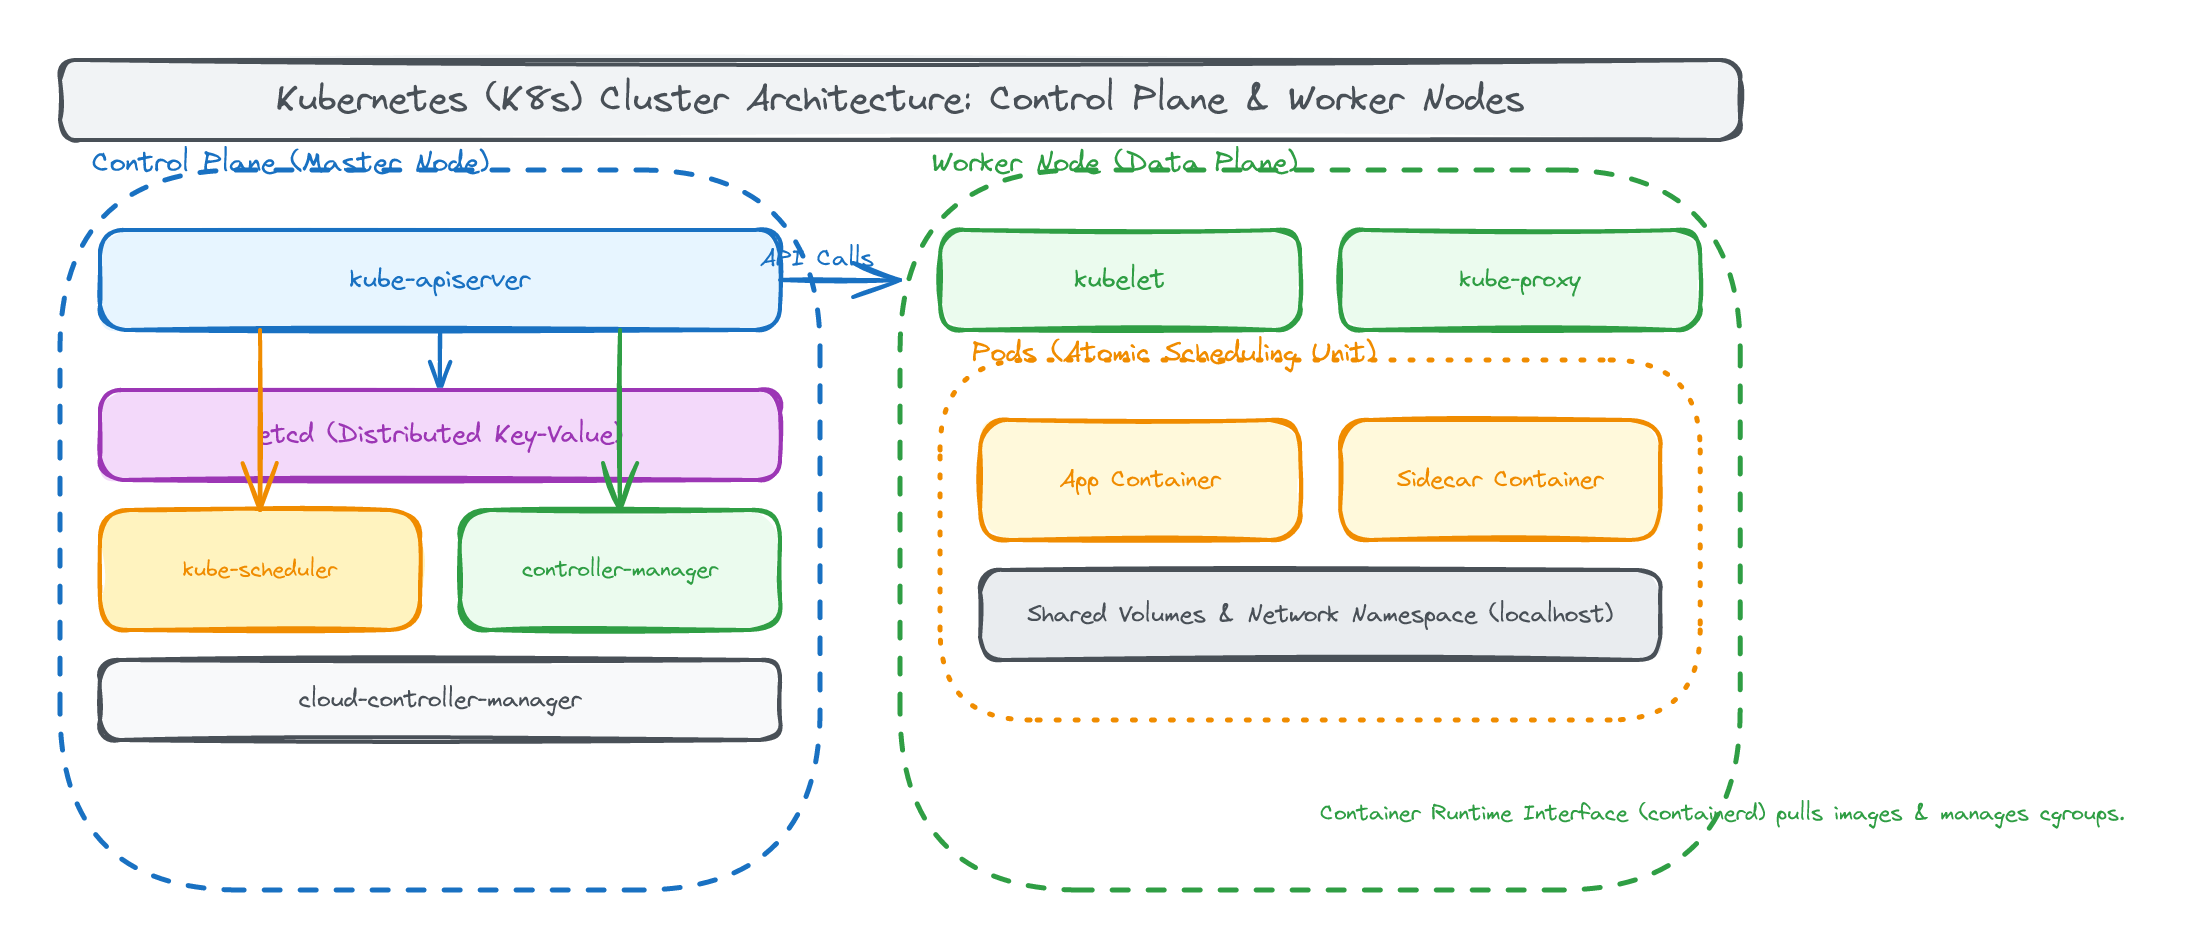 Kubernetes (K8s) Cluster Architecture: Control Plane & Worker Nodes
Control Plane (Master Node)
kube-apiserver
API Calls
etcd (Distributed Key-Value)
kube-scheduler
controller-manager
cloud-controller-manager
Worker Node (Data Plane)
kubelet
kube-proxy
Pods (Atomic Scheduling Unit)
App Container
Sidecar Container
Shared Volumes & Network Namespace (localhost)
Container Runtime Interface (containerd) pulls images & manages cgroups.